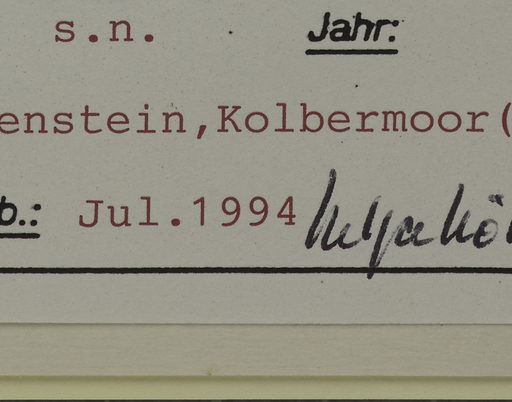 s.n. Jahr:
enstein,Kolbermoor(
b.: Jul.1994